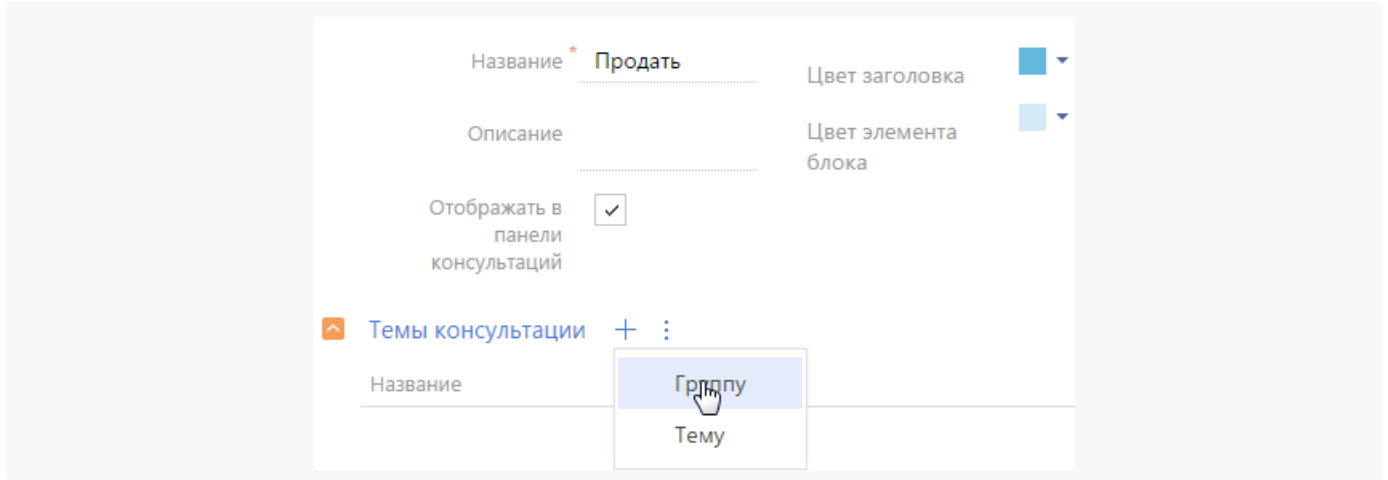 Название * Продать
Цвет заголовка
Описание
Цвет элемента
блока
Отображать в
панели
консультаций
Темы консультации
Название
Группу
Тему